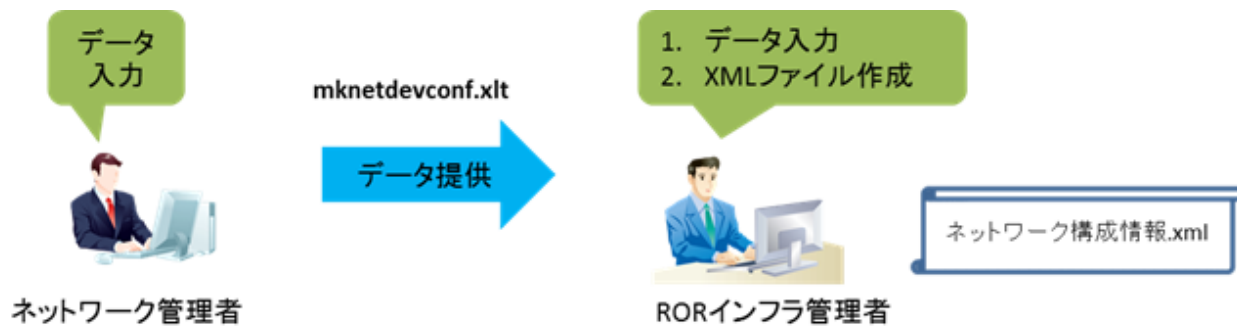 データ
入力
mknetdevconf.xlt
データ提供
1. データ入力
2. XMLファイル作成
ネットワーク構成情報.xml
ネットワーク管理者
RORインフラ管理者